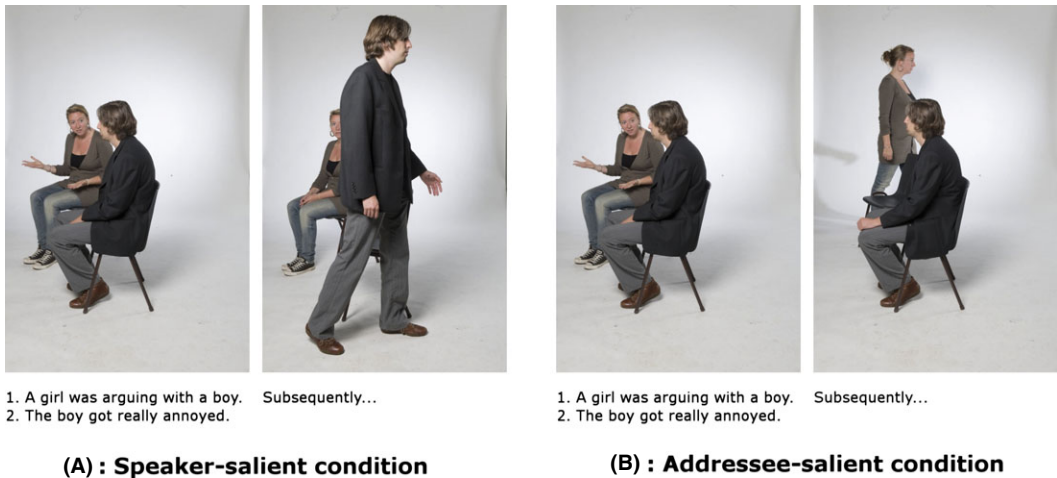 1. A girl was arguing with a boy.
2. The boy got really annoyed.
Subsequently...
(A) : Speaker-salient condition
1. A girl was arguing with a boy.
2. The boy got really annoyed.
Subsequently...
(B) : Addressee-salient condition